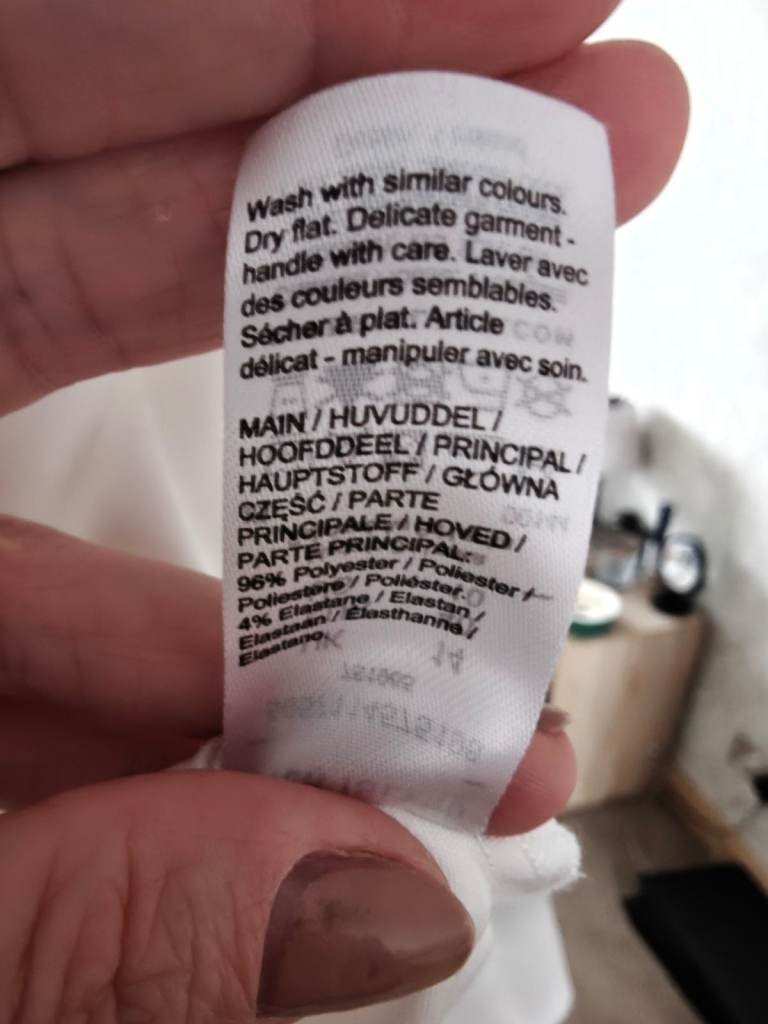 Wash with similar colours.
Dry flat. Delicate garment -
handle with care. Laver avec
des couleurs semblables.
Sécher à plat. Article
délicat - manipuler avec soin.
MAIN / HUVUDDEL /
HOOFDDEEL / PRINCIPAL /
HAUPTSTOFF / GŁÓWNA
CZĘŚĆ / PARTE
PRINCIPALE / HOVED /
PARTE PRINCIPAL:
96% Polyester / Poliester /
Poliestere / Poliéster.
4% Elastane / Elastan /
Elastaan / Élasthanne /
Elastano